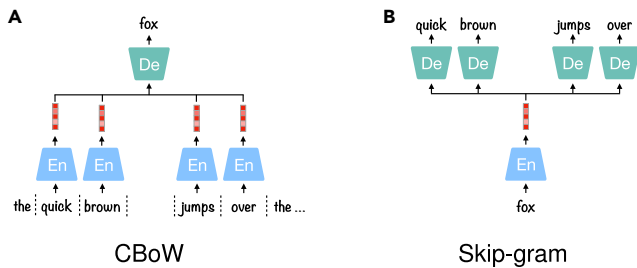 A
fox
De
En
En
En
En
the quick brown jumps over the ...
CBoW
B
quick brown jumps over
De
De
De
De
En
fox
Skip-gram